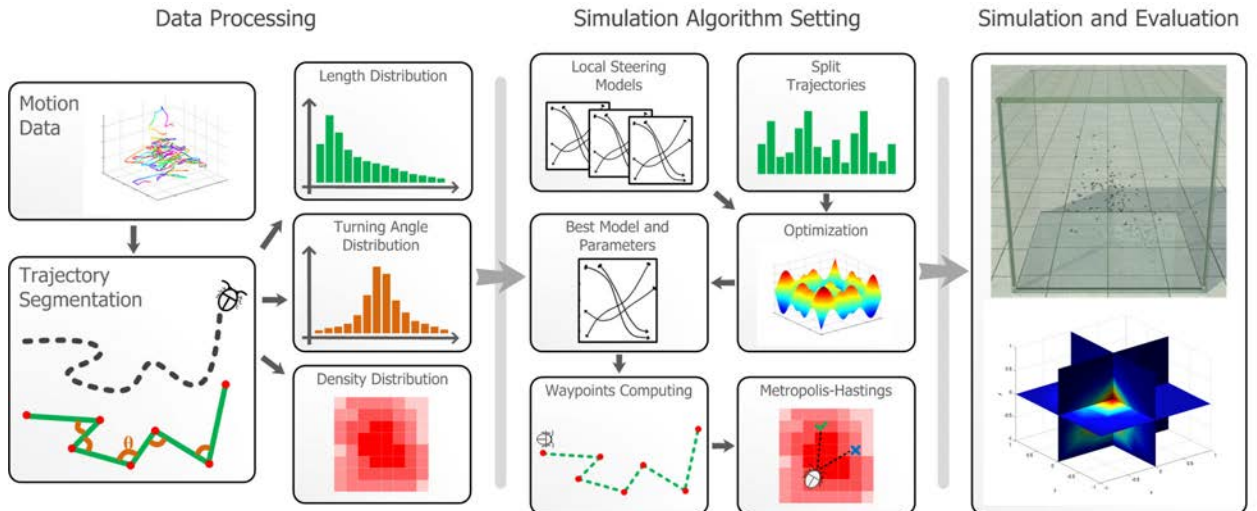 Data Processing
Simulation Algorithm Setting
Simulation and Evaluation
Motion
Data
Length Distribution
Trajectory
Segmentation
θ
Turning Angle
Distribution
Density Distribution
Local Steering
Models
Split
Trajectories
Best Model and
Parameters
Optimization
Waypoints Computing
Metropolis-Hastings